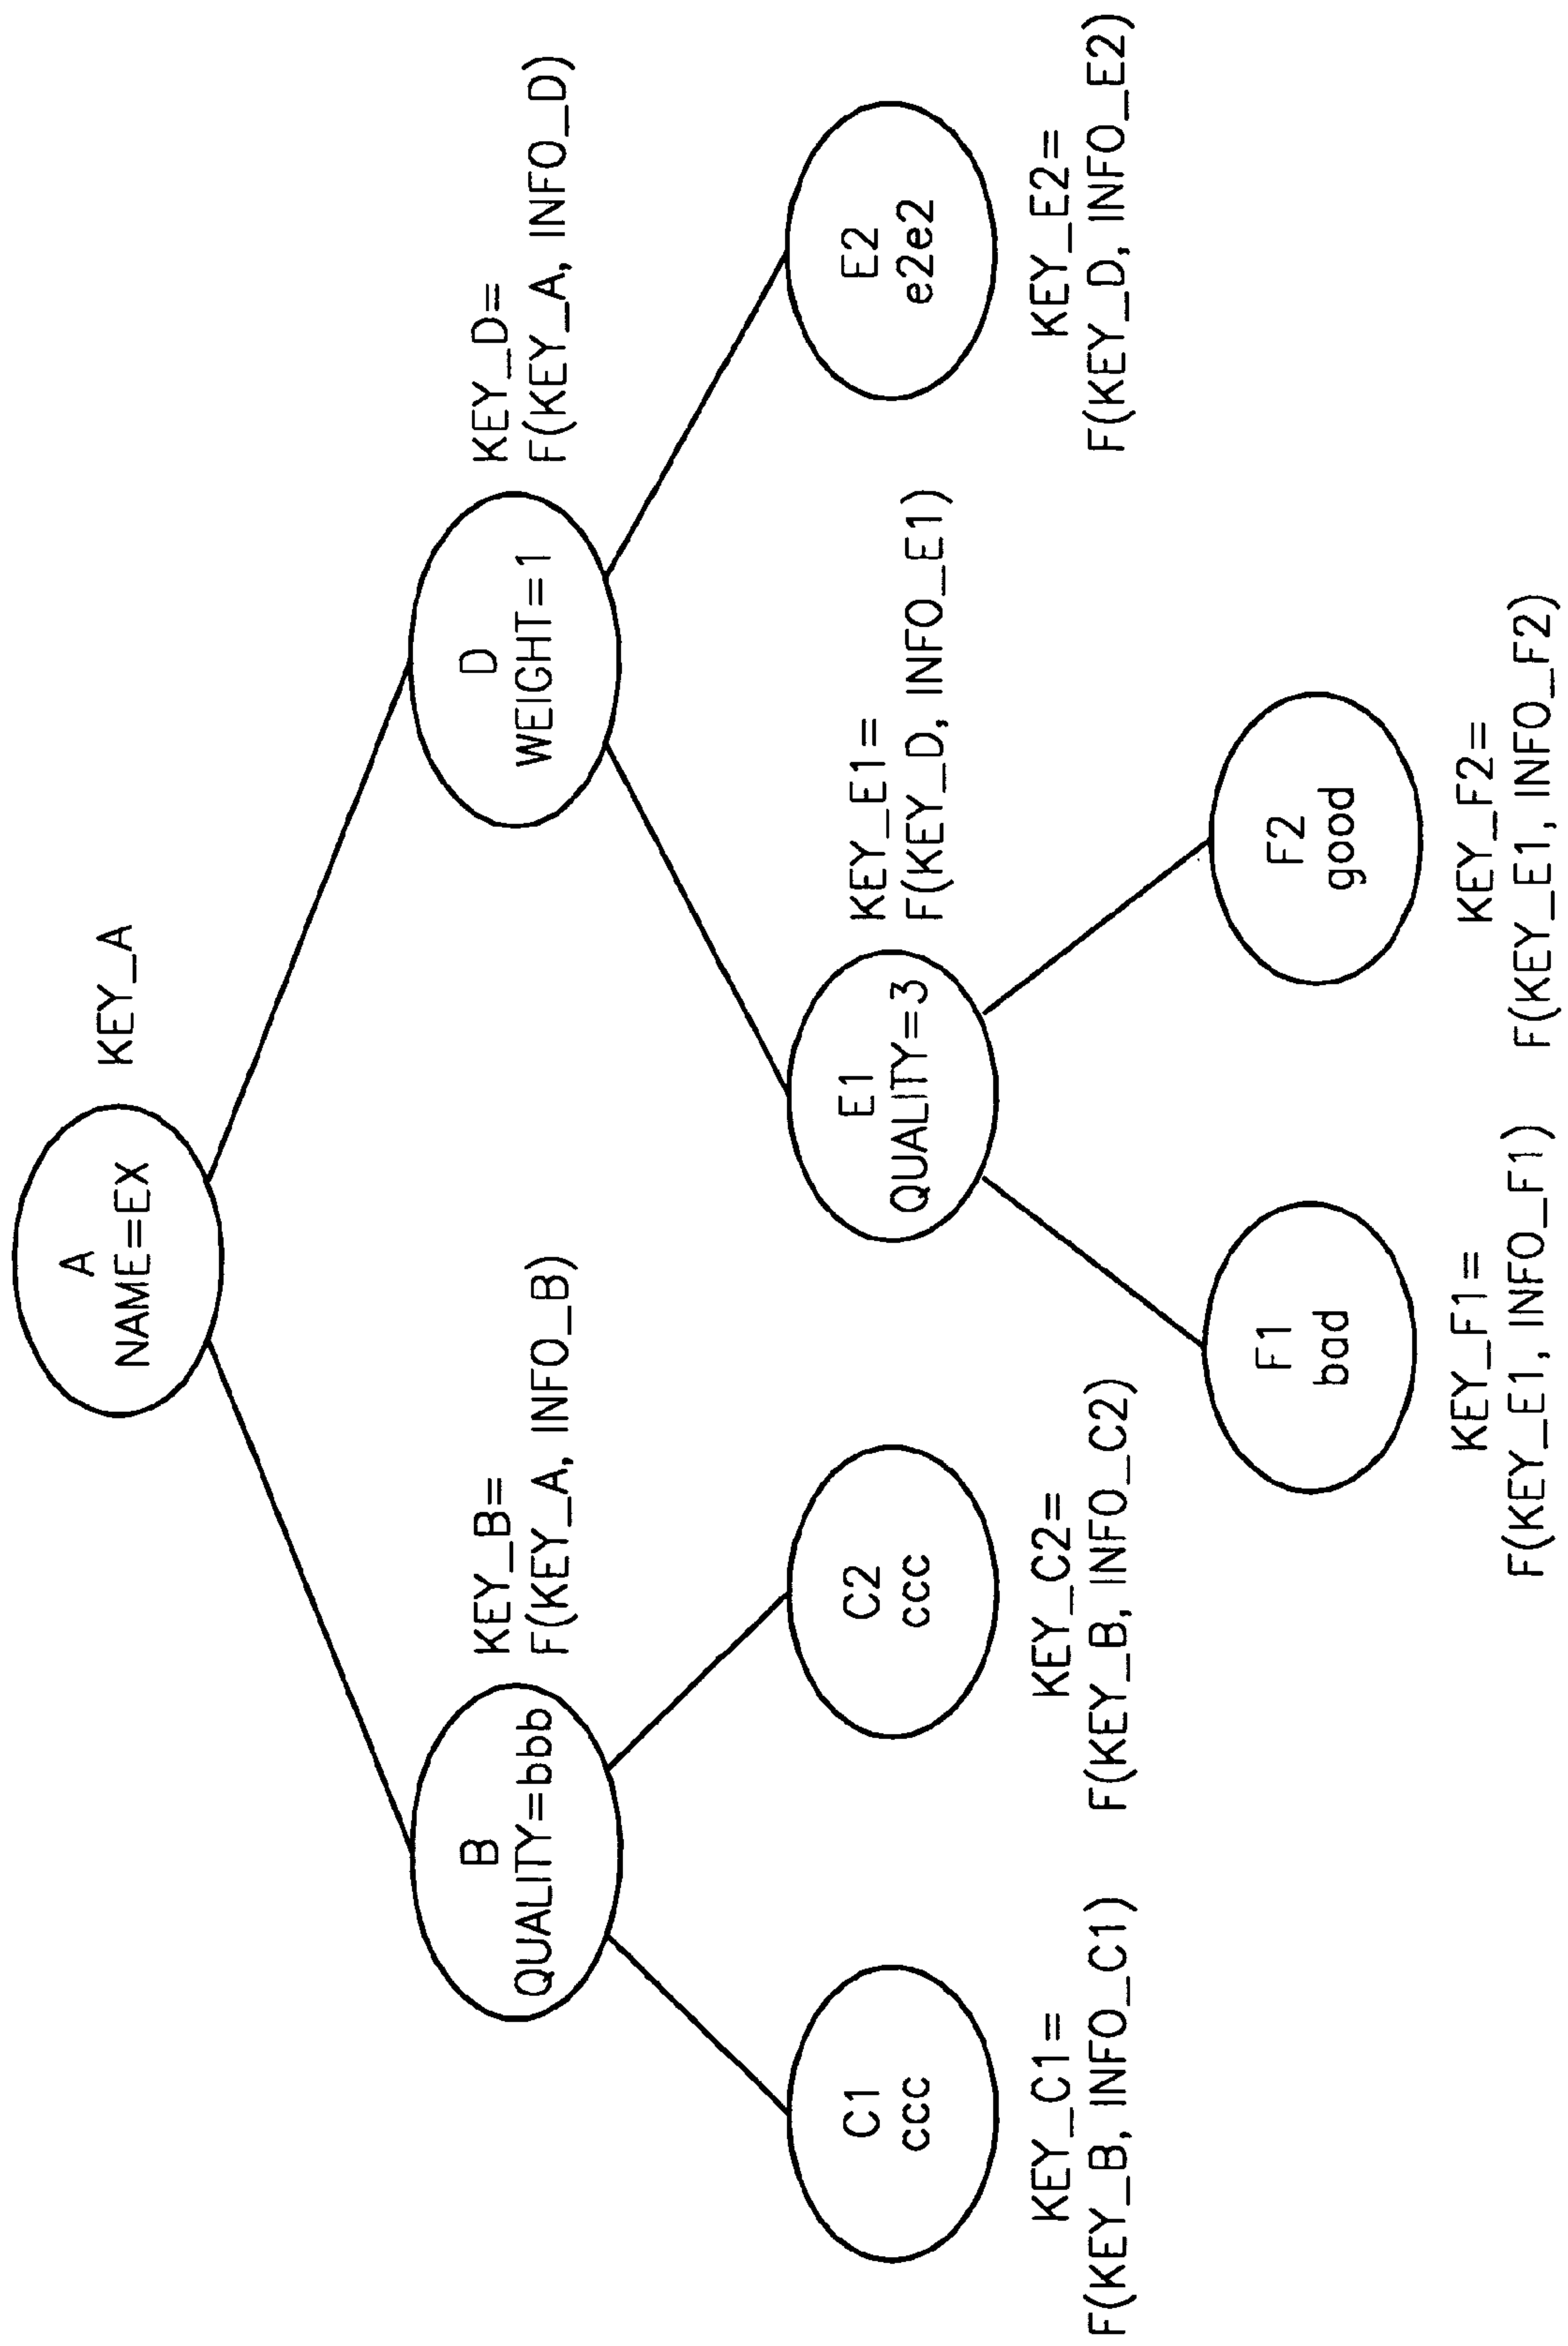 A
NAME=EX
KEY_A
B
QUALITY=bbb
KEY_B=
F(KEY_A, INFO_B)
D
WEIGHT=1
KEY_D=
F(KEY_A, INFO_D)
C1
ccc
KEY_C1=
F(KEY_B, INFO_C1)
C2
ccc
KEY_C2=
F(KEY_B, INFO_C2)
E1
QUALITY=3
KEY_E1=
F(KEY_D, INFO_E1)
E2
e2e2
KEY_E2=
F(KEY_D, INFO_E2)
F1
bad
KEY_F1=
F(KEY_E1, INFO_F1)
F2
good
KEY_F2=
F(KEY_E1, INFO_F2)